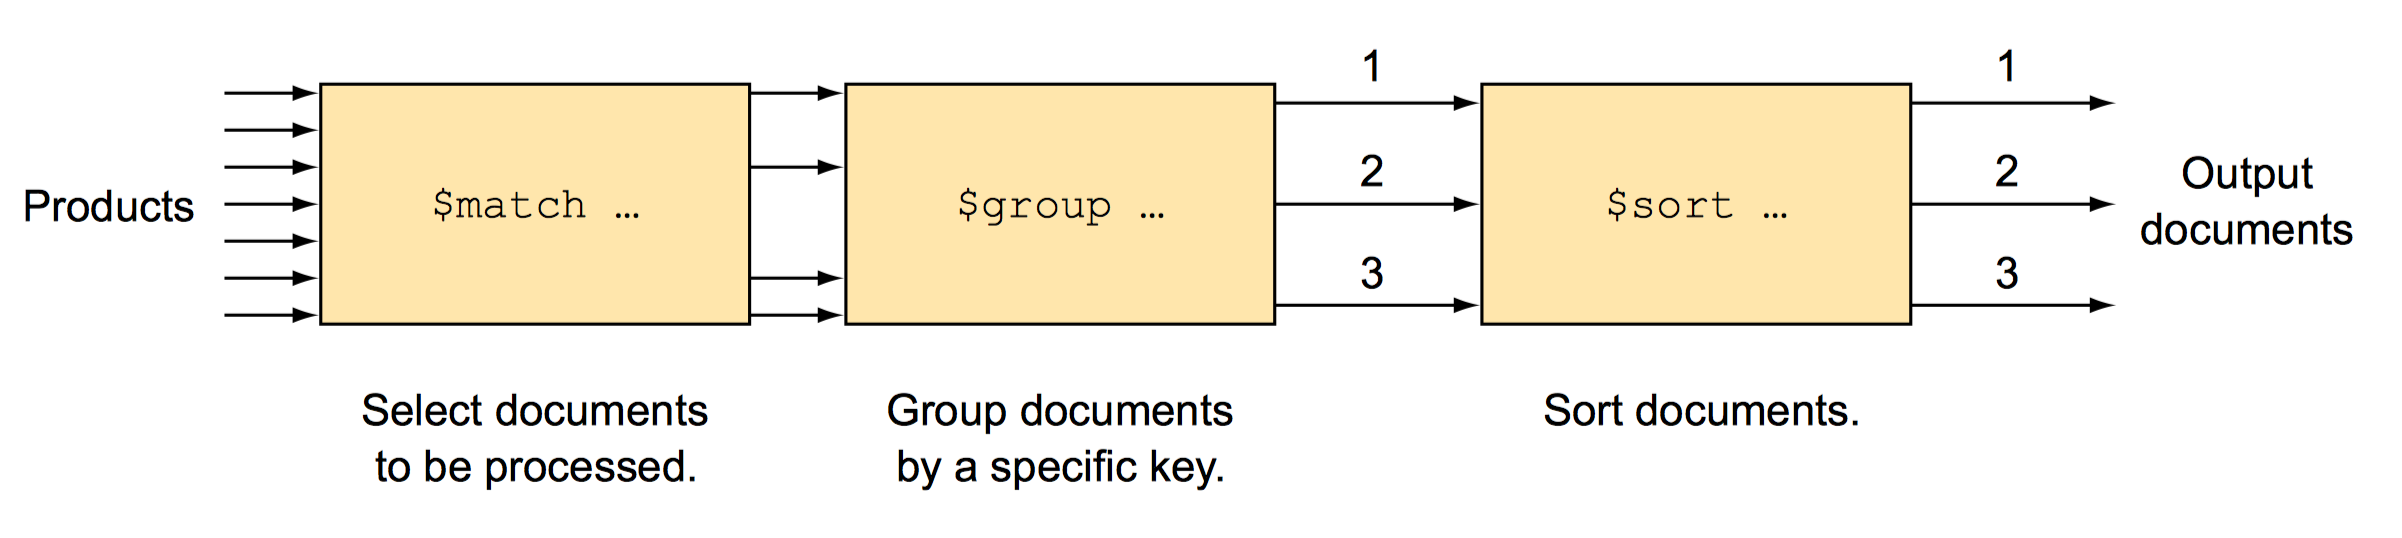 Products
$match …
Select documents
to be processed.
$group …
Group documents
by a specific key.
1
2
3
$sort …
Sort documents.
1
2
3
Output
documents